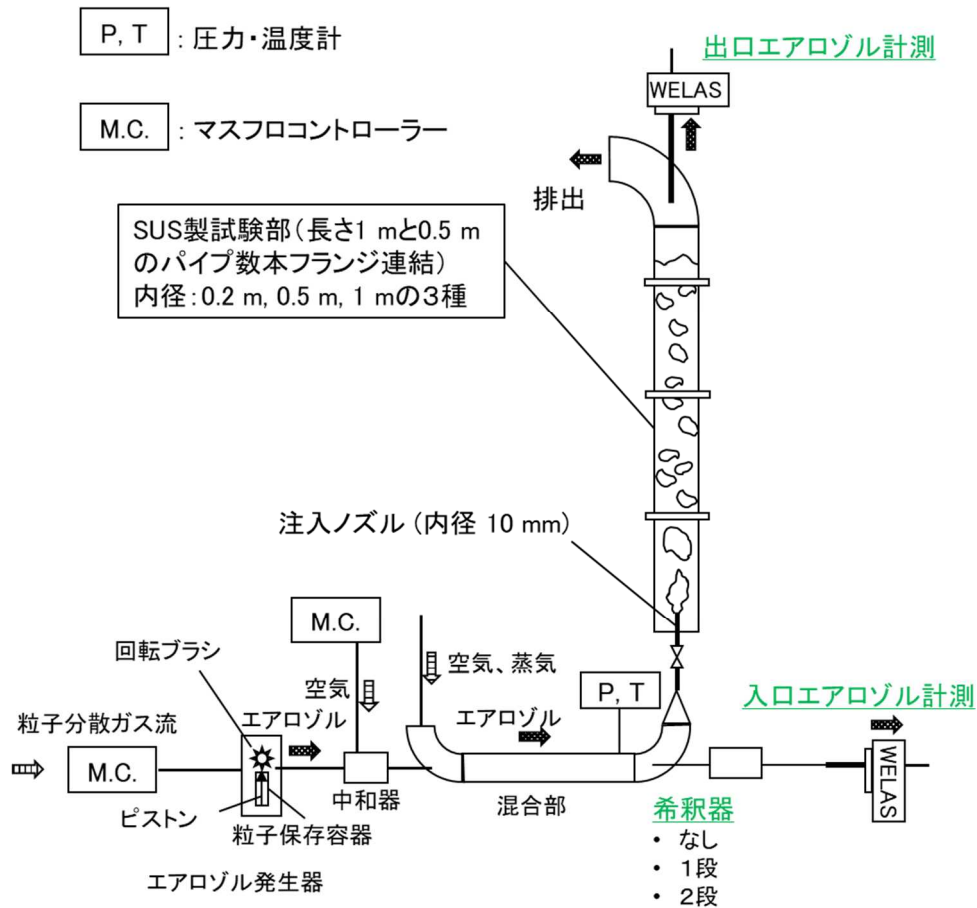 P, T
: 圧力・温度計
M.C.
: マスフロコントローラー
出口エアロゾル計測
WELAS
排出
SUS製試験部（長さ1 mと0.5 m
のパイプ数本フランジ連結）
内径：0.2 m, 0.5 m, 1 mの３種
注入ノズル (内径 10 mm)
M.C.
回転ブラシ
空気
空気、蒸気
P, T
入口エアロゾル計測
粒子分散ガス流
エアロゾル
エアロゾル
M.C.
WELAS
中和器
混合部
ピストン
粒子保存容器
希釈器
• なし
• 1段
• 2段
エアロゾル発生器